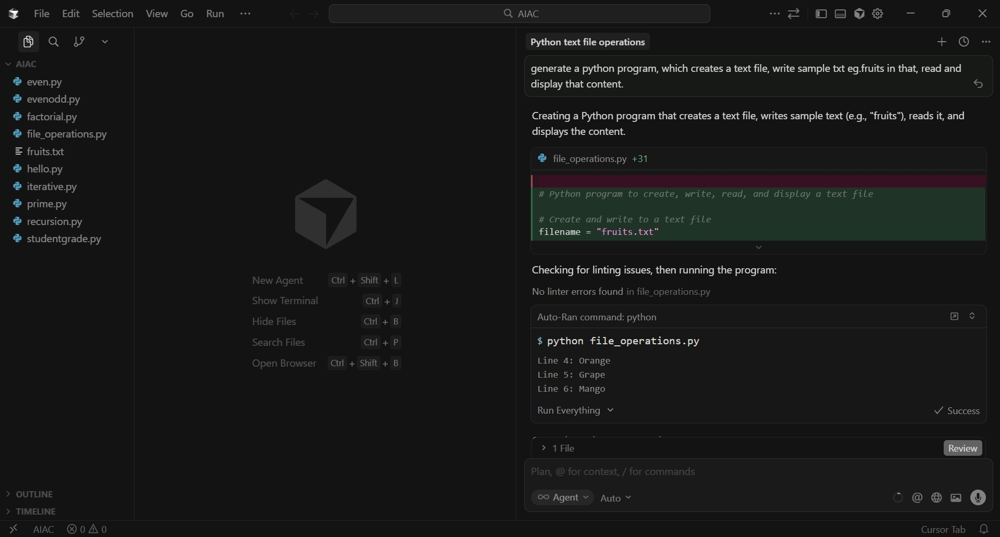 File Edit Selection View Go Run ···
AIAC
AIAC
even.py
evenodd.py
factorial.py
file_operations.py
fruits.txt
hello.py
iterative.py
prime.py
recursion.py
studentgrade.py
OUTLINE
TIMELINE
New Agent Ctrl + Shift + L
Show Terminal Ctrl + J
Hide Files Ctrl + B
Search Files Ctrl + P
Open Browser Ctrl + Shift + B
Python text file operations
generate a python program, which creates a text file, write sample txt eg.fruits in that, read and
display that content.
Creating a Python program that creates a text file, writes sample text (e.g., "fruits"), reads it, and
displays the content.
file_operations.py +31
# Python program to create, write, read, and display a text file
# Create and write to a text file
filename = "fruits.txt"
Checking for linting issues, then running the program:
No linter errors found in file_operations.py
Auto-Ran command: python
$ python file_operations.py
Line 4: Orange
Line 5: Grape
Line 6: Mango
Run Everything Success
1 File Review
Plan, @ for context, / for commands
Agent Auto @
AIAC 0 0 Cursor Tab